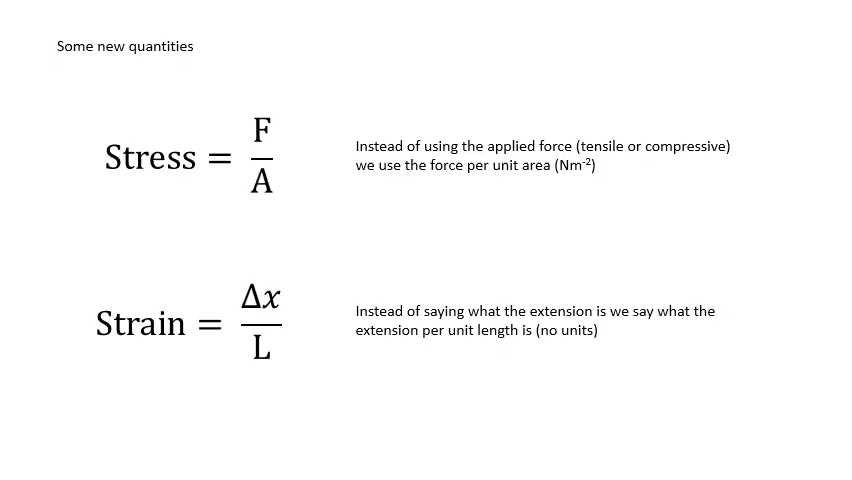 Some new quantities
Stress = F/A
Instead of using the applied force (tensile or compressive)
we use the force per unit area (Nm⁻²)
Strain = Δx/L
Instead of saying what the extension is we say what the
extension per unit length is (no units)